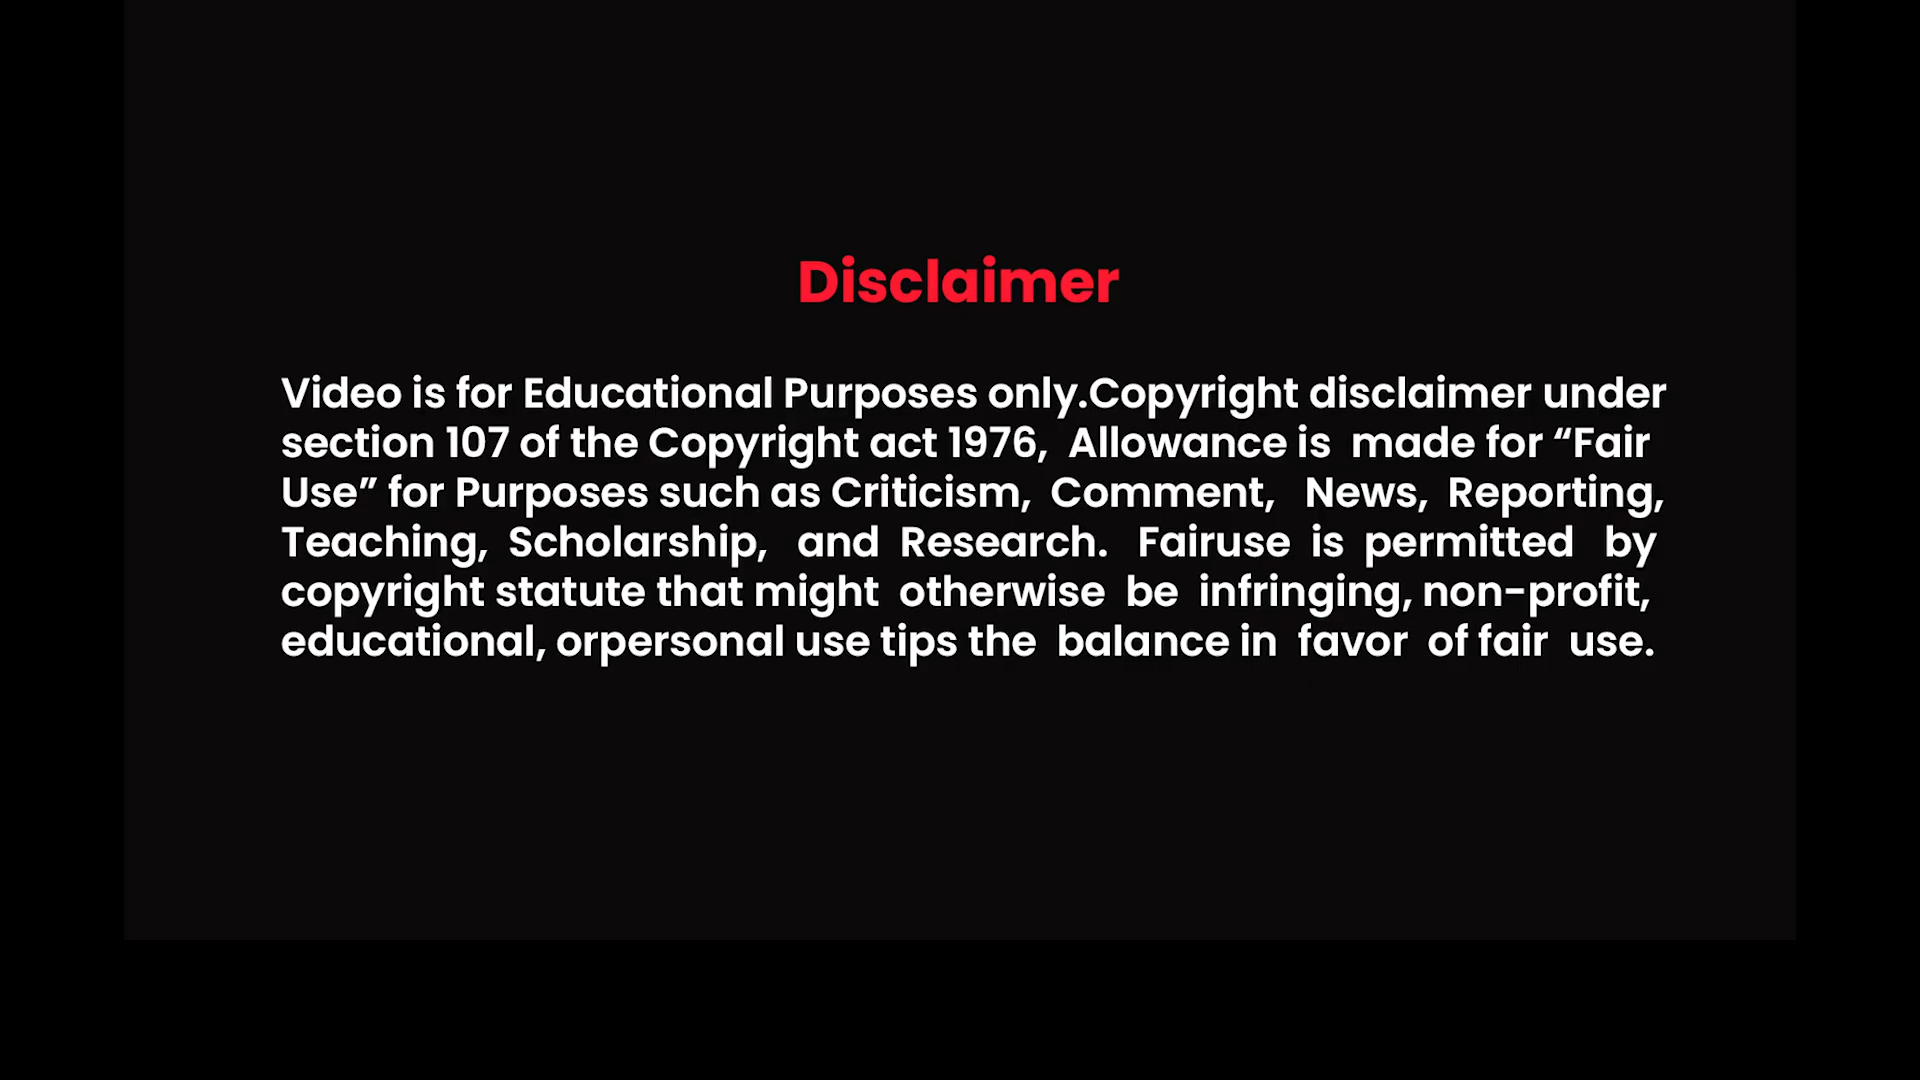 Disclaimer
Video is for Educational Purposes only.Copyright disclaimer under
section 107 of the Copyright act 1976, Allowance is made for “Fair
Use” for Purposes such as Criticism, Comment, News, Reporting,
Teaching, Scholarship, and Research. Fairuse is permitted by
copyright statute that might otherwise be infringing, non-profit,
educational, orpersonal use tips the balance in favor of fair use.